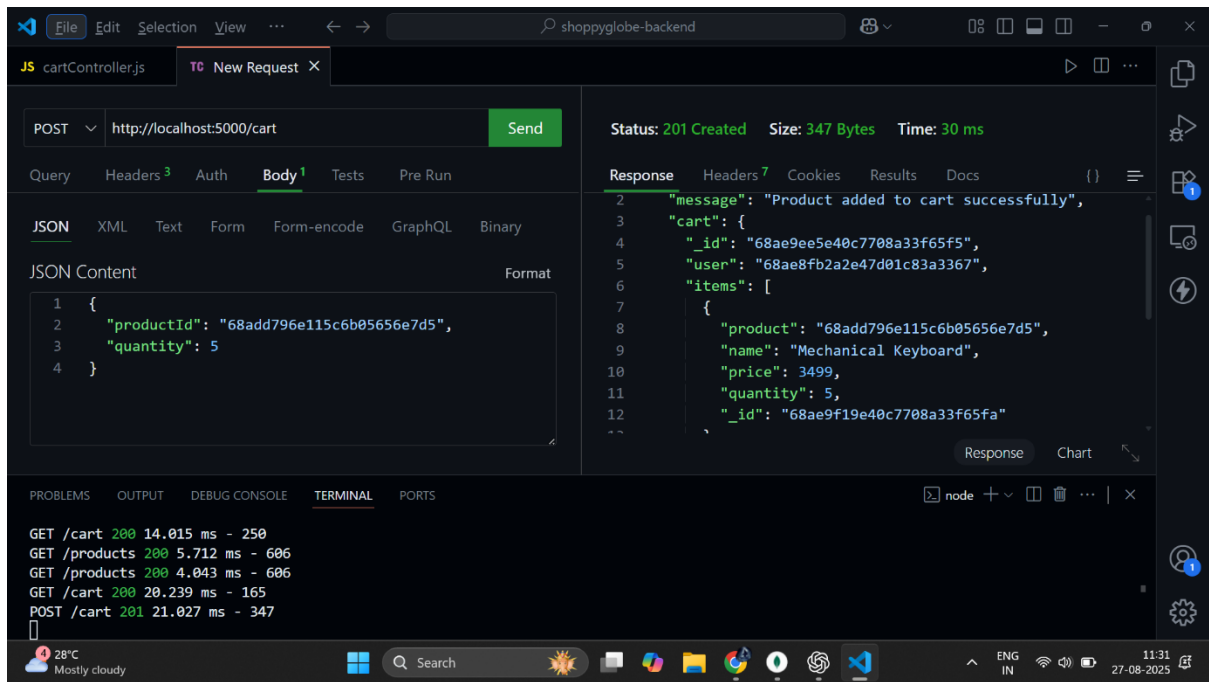 File Edit Selection View ··· shoppyglobe-backend
JS cartController.js TC New Request
POST http://localhost:5000/cart Send
Status: 201 Created Size: 347 Bytes Time: 30 ms
Query Headers 3 Auth Body 1 Tests Pre Run
Response Headers 7 Cookies Results Docs { }
JSON XML Text Form Form-encode GraphQL Binary
JSON Content Format
1 {
2 "productId": "68add796e115c6b05656e7d5",
3 "quantity": 5
4 }
2 "message": "Product added to cart successfully",
3 "cart": {
4 "_id": "68ae9ee5e40c7708a33f65f5",
5 "user": "68ae8fb2a2e47d01c83a3367",
6 "items": [
7 {
8 "product": "68add796e115c6b05656e7d5",
9 "name": "Mechanical Keyboard",
10 "price": 3499,
11 "quantity": 5,
12 "_id": "68ae9f19e40c7708a33f65fa"
Response Chart
1
PROBLEMS OUTPUT DEBUG CONSOLE TERMINAL PORTS
node
GET /cart 200 14.015 ms - 250
GET /products 200 5.712 ms - 606
GET /products 200 4.043 ms - 606
GET /cart 200 20.239 ms - 165
POST /cart 201 21.027 ms - 347
1
4 28°C
Mostly cloudy
Search
ENG
IN
11:31
27-08-2025